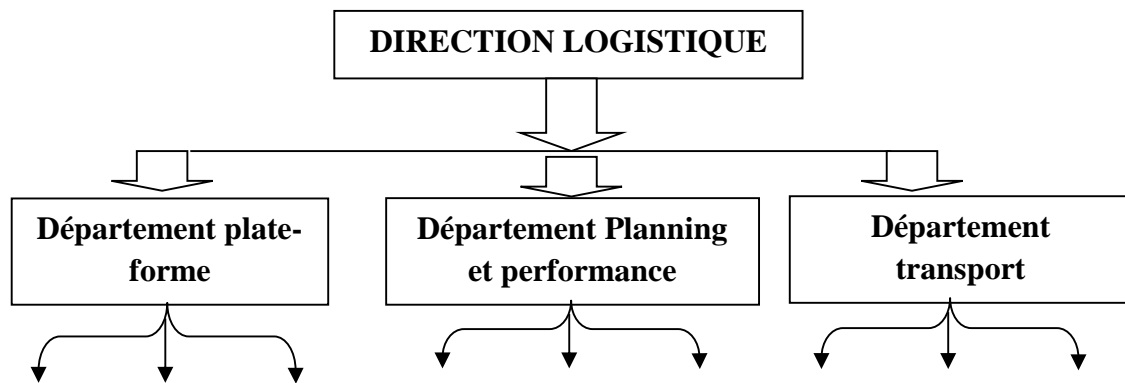 DIRECTION LOGISTIQUE
Département plate-
forme
Département Planning
et performance
Département
transport